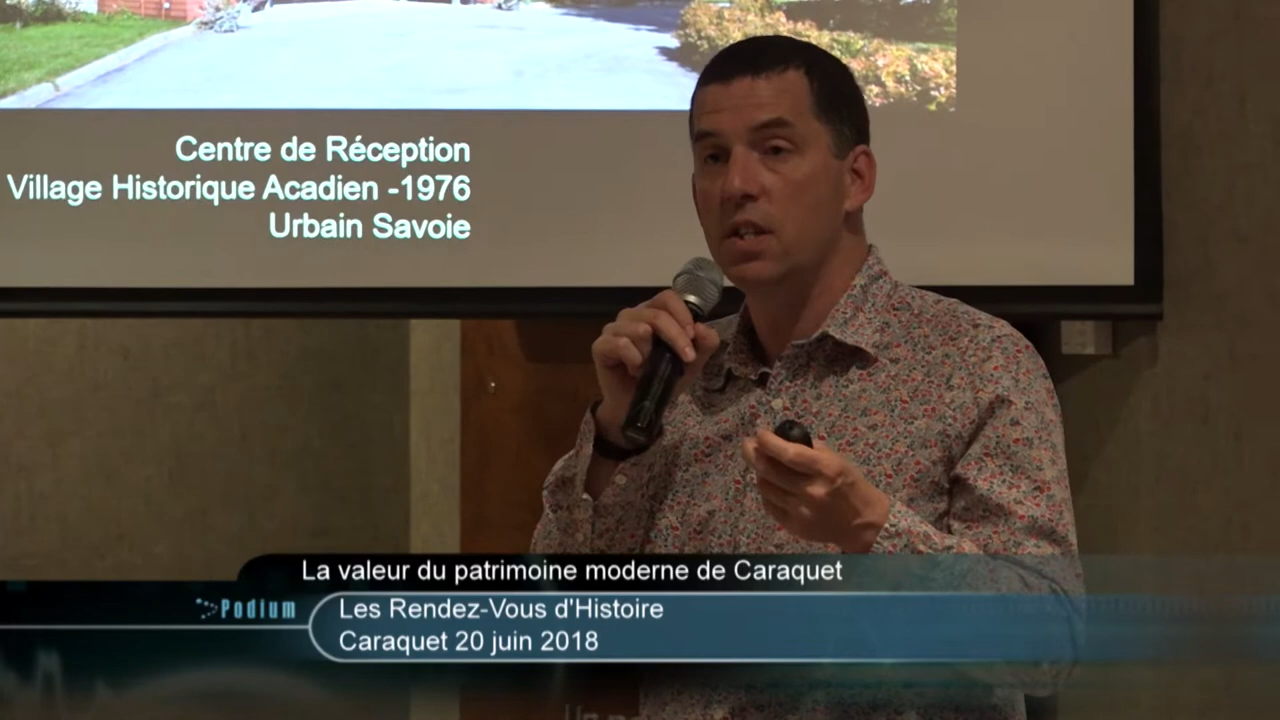 Centre de Réception
Village Historique Acadien -1976
Urbain Savoie
La valeur du patrimoine moderne de Caraquet
Podium
Les Rendez-Vous d'Histoire
Caraquet 20 juin 2018